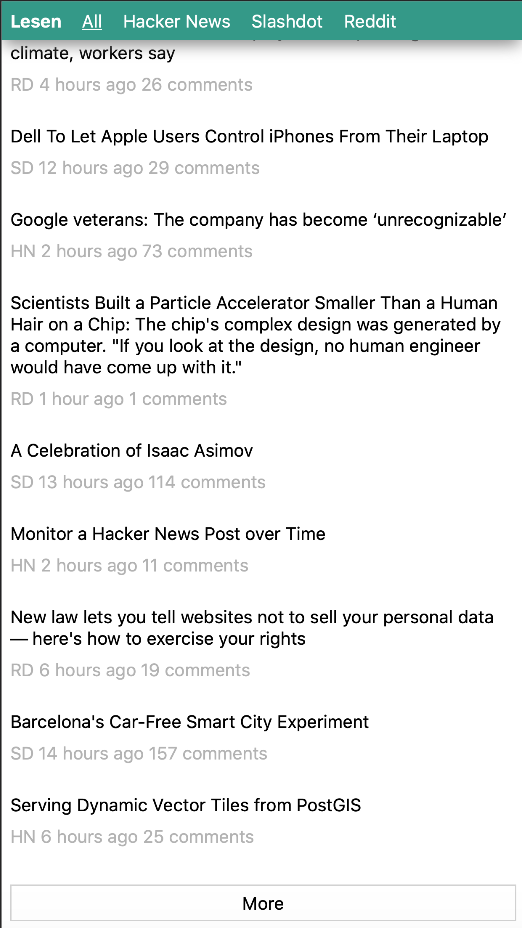 Lesen All Hacker News Slashdot Reddit
climate, workers say
RD 4 hours ago 26 comments
Dell To Let Apple Users Control iPhones From Their Laptop
SD 12 hours ago 29 comments
Google veterans: The company has become ‘unrecognizable’
HN 2 hours ago 73 comments
Scientists Built a Particle Accelerator Smaller Than a Human
Hair on a Chip: The chip's complex design was generated by
a computer. "If you look at the design, no human engineer
would have come up with it."
RD 1 hour ago 1 comments
A Celebration of Isaac Asimov
SD 13 hours ago 114 comments
Monitor a Hacker News Post over Time
HN 2 hours ago 11 comments
New law lets you tell websites not to sell your personal data
— here's how to exercise your rights
RD 6 hours ago 19 comments
Barcelona's Car-Free Smart City Experiment
SD 14 hours ago 157 comments
Serving Dynamic Vector Tiles from PostGIS
HN 6 hours ago 25 comments
More